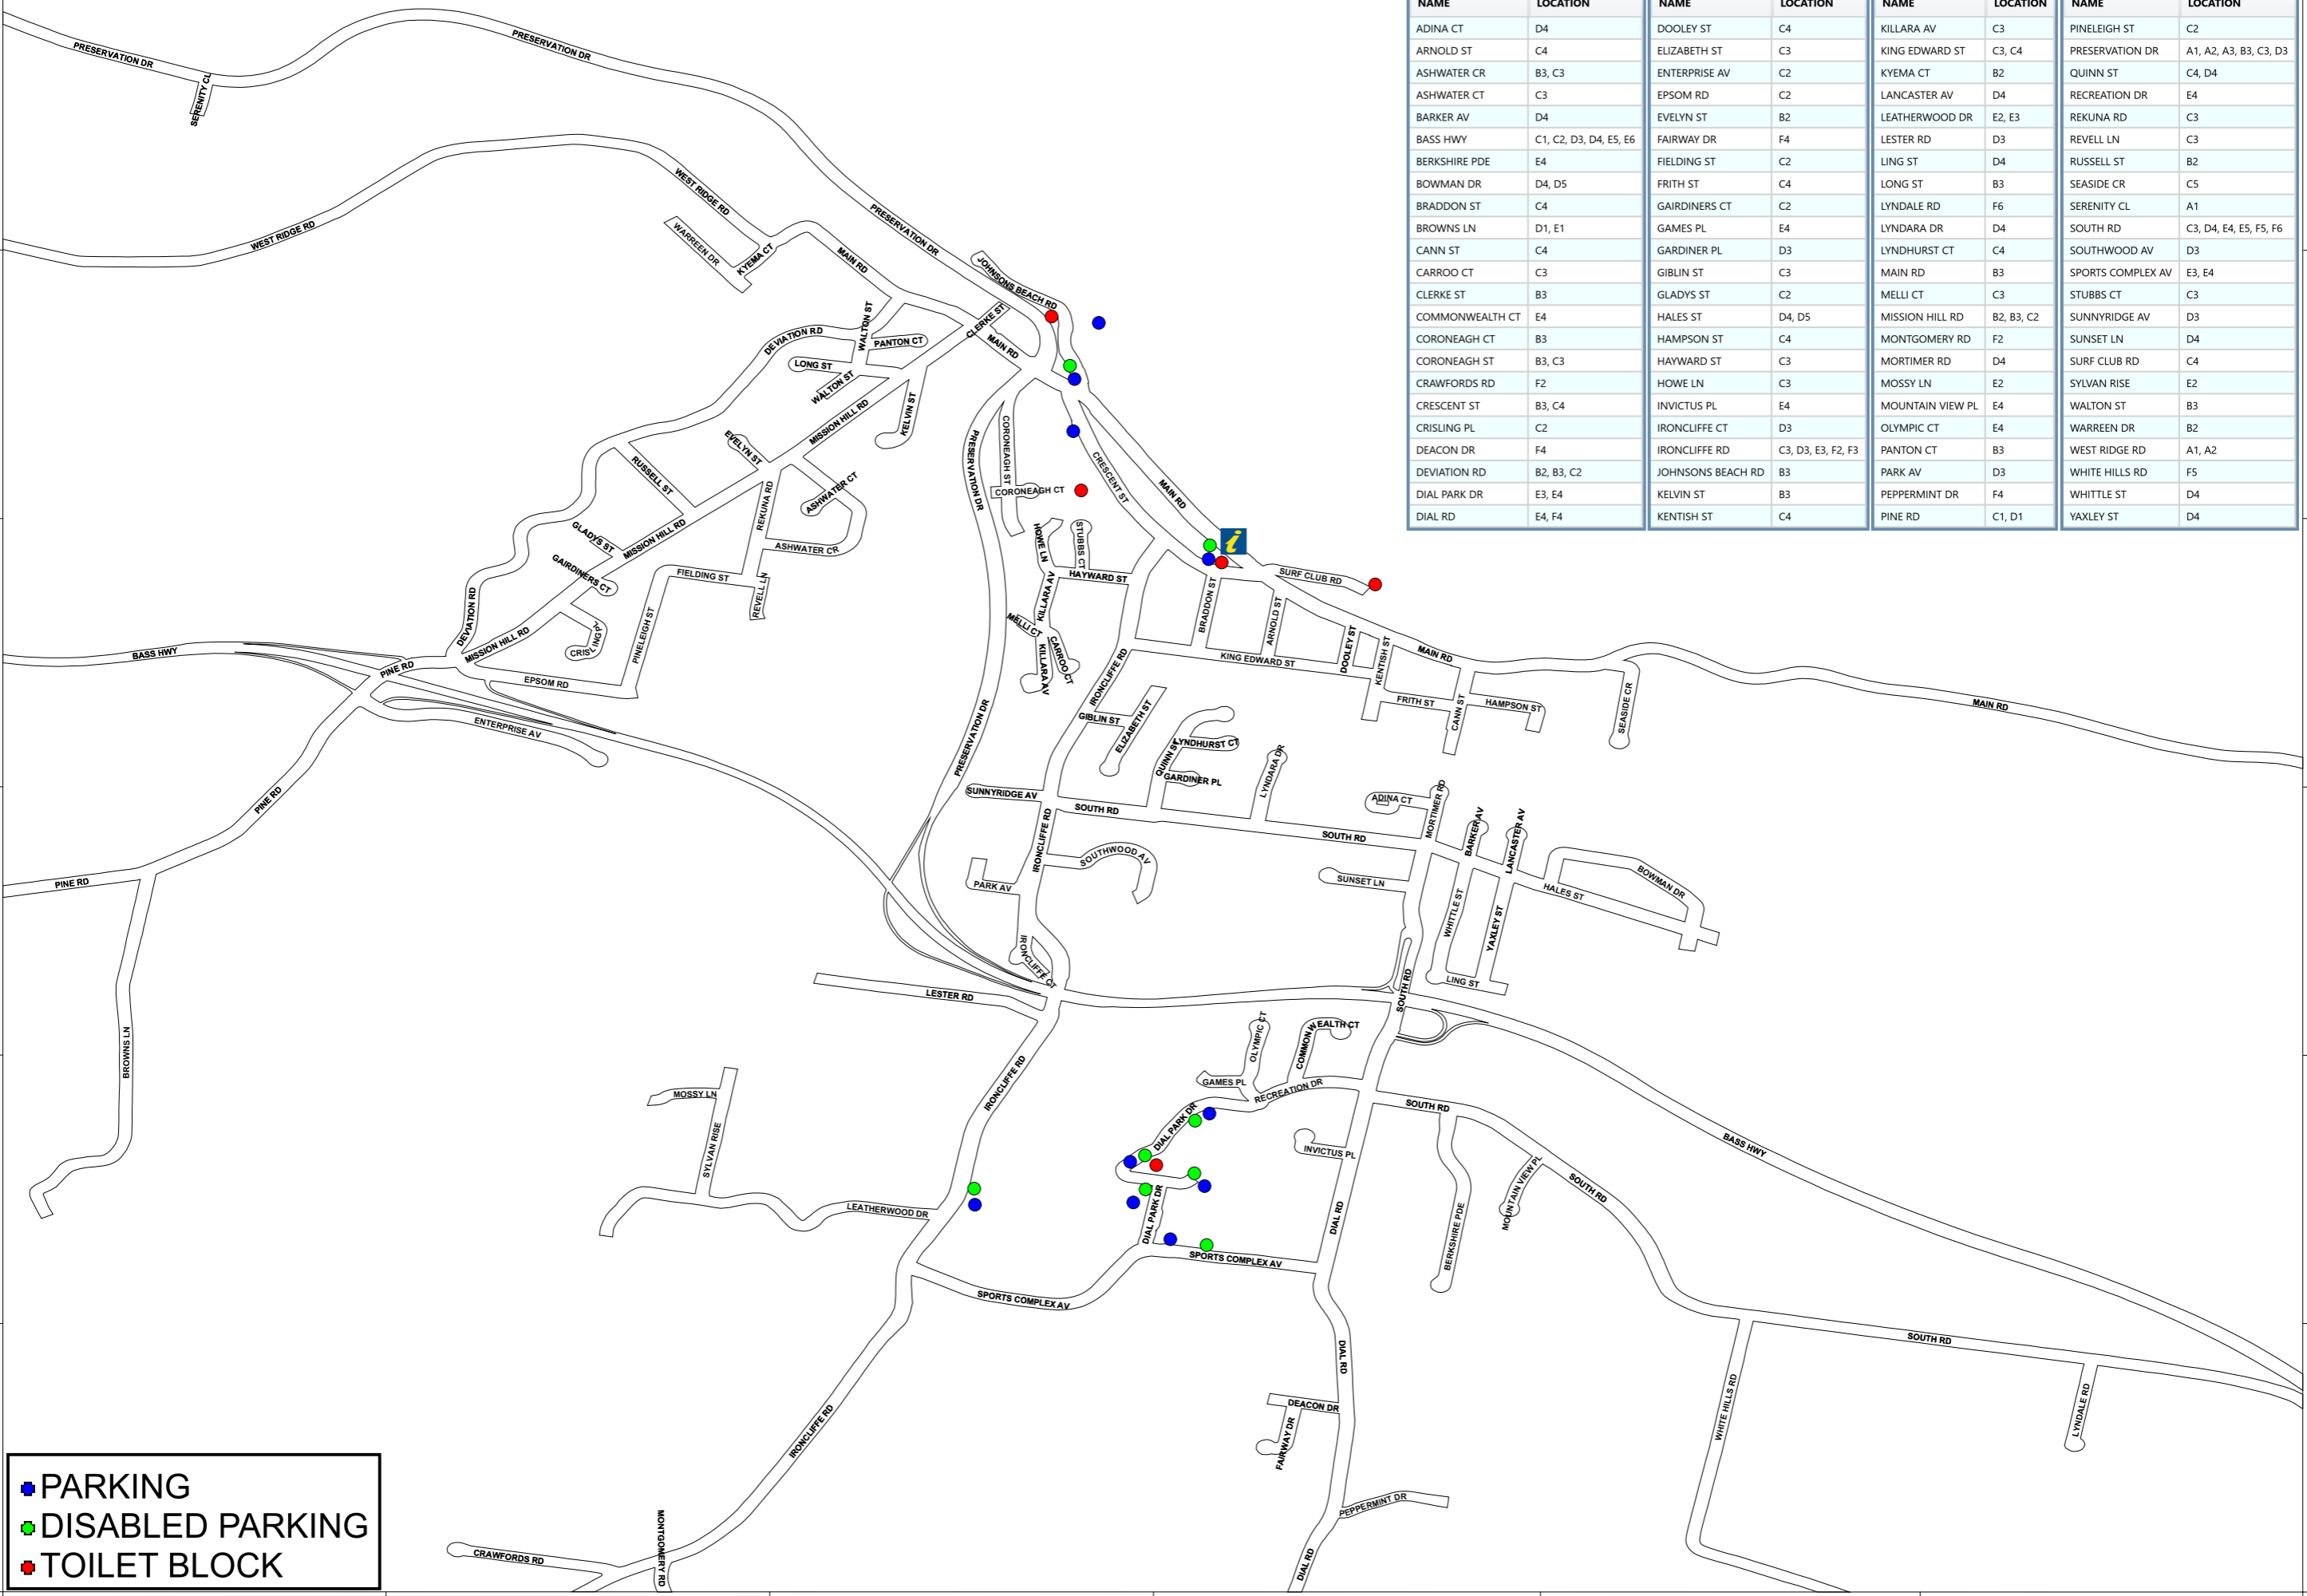 NAME LOCATION NAME LOCATION NAME LOCATION NAME LOCATION
ADINA CT D4 DOOLEY ST C4 KILLARA AV C3 PINELEIGH ST C2
ARNOLD ST C4 ELIZABETH ST C3 KING EDWARD ST C3, C4 PRESERVATION DR A1, A2, A3, B3, C3, D3
ASHWATER CR B3, C3 ENTERPRISE AV C2 KYEMA CT B2 QUINN ST C4, D4
ASHWATER CT C3 EPSOM RD C2 LANCASTER AV D4 RECREATION DR E4
BARKER AV D4 EVELYN ST B2 LEATHERWOOD DR E2, E3 REKUNA RD C3
BASS HWY C1, C2, D3, D4, E5, E6 FAIRWAY DR F4 LESTER RD D3 REVELL LN C3
BERKSHIRE PDE E4 FIELDING ST C2 LING ST D4 RUSSELL ST B2
BOWMAN DR D4, D5 FRITH ST C4 LONG ST B3 SEASIDE CR C5
BRADDON ST C4 GAIRDINERS CT C2 LYNDALE RD F6 SERENITY CL A1
BROWNS LN D1, E1 GAMES PL E4 LYNDARA DR D4 SOUTH RD C3, D4, E4, E5, F5, F6
CANN ST C4 GARDINER PL D3 LYNDHURST CT C4 SOUTHWOOD AV D3
CARROO CT C3 GIBLIN ST C3 MAIN RD B3 SPORTS COMPLEX AV E3, E4
CLERKE ST B3 GLADYS ST C2 MELLI CT C3 STUBBS CT C3
COMMONWEALTH CT E4 HALES ST D4, D5 MISSION HILL RD B2, B3, C2 SUNNYRIDGE AV D3
CORONEAGH CT B3 HAMPSON ST C4 MONTGOMERY RD F2 SUNSET LN D4
CORONEAGH ST B3, C3 HAYWARD ST C3 MORTIMER RD D4 SURF CLUB RD C4
CRAWFORDS RD F2 HOWE LN C3 MOSSY LN E2 SYLVAN RISE E2
CRESCENT ST B3, C4 INVICTUS PL E4 MOUNTAIN VIEW PL E4 WALTON ST B3
CRISLING PL C2 IRONCLIFFE CT D3 OLYMPIC CT E4 WARREEN DR B2
DEACON DR F4 IRONCLIFFE RD C3, D3, E3, F2, F3 PANTON CT B3 WEST RIDGE RD A1, A2
DEVIATION RD B2, B3, C2 JOHNSONS BEACH RD B3 PARK AV D3 WHITE HILLS RD F5
DIAL PARK DR E3, E4 KELVIN ST B3 PEPPERMINT DR F4 WHITTLE ST D4
DIAL RD E4, F4 KENTISH ST C4 PINE RD C1, D1 YAXLEY ST D4
PRESERVATION DR
PRESERVATION DR
SERENITY CL
WEST RIDGE RD
WEST RIDGE RD
WARREEN DR
KYEMA CT
MAIN RD
PRESERVATION DR
JOHNSONS BEACH RD
CLERKE ST
MAIN RD
DEVIATION RD
WALTON ST
PANTON CT
LONG ST
WALTON ST
MISSION HILL RD
KELVIN ST
EVELYN ST
RUSSELL ST
PRESERVATION DR
CORONEAGH ST
CORONEAGH CT
CRESCENT ST
MAIN RD
ASHWATER CT
REKUNA RD
ASHWATER CR
GLADYS ST
MISSION HILL RD
GAIRDINERS CT
FIELDING ST
REVELL LN
HOWE LN
STUBBS CT
HAYWARD ST
KILLARA AV
MELLI CT
CARROO CT
KILLARA AV
i
SURF CLUB RD
BRADDON ST
ARNOLD ST
KING EDWARD ST
DOOLEY ST
KENTISH ST
MAIN RD
FRITH ST
CANN ST
HAMPSON ST
SEASIDE CR
MAIN RD
DEVIATION RD
MISSION HILL RD
CRISLING P
PINELEIGH ST
BASS HWY
PINE RD
EPSOM RD
ENTERPRISE AV
IRONCLIFFE RD
GIBLIN ST
ELIZABETH ST
QUINN ST
LYNDHURST CT
GARDINER PL
LYNDARA DR
PRESERVATION DR
SUNNYRIDGE AV
SOUTH RD
SOUTH RD
ADINA CT
MORTIMER RD
BARKER AV
LANCASTER AV
PINE RD
PINE RD
IRONCLIFFE RD
SOUTHWOOD AV
PARK AV
SUNSET LN
WHITTLE ST
YAXLEY ST
HALES ST
BOWMAN DR
LING ST
IRONCLIFFE CT
LESTER RD
SOUTH RD
BROWNS LN
IRONCLIFFE RD
OLYMPIC CT
COMMONWEALTH CT
GAMES PL
RECREATION DR
DIAL PARK DR
SOUTH RD
MOSSY LN
SYLVAN RISE
INVICTUS PL
BASS HWY
MOUNTAIN VIEW PL
SOUTH RD
LEATHERWOOD DR
DIAL PARK DR
DIAL RD
BERKSHIRE PDE
SPORTS COMPLEX AV
SPORTS COMPLEX AV
SOUTH RD
DIAL RD
WHITE HILLS RD
LYNDALE RD
DEACON DR
FAIRWAY DR
IRONCLIFFE RD
PEPPERMINT DR
MONTGOMERY RD
CRAWFORDS RD
DIAL RD
PARKING
DISABLED PARKING
TOILET BLOCK